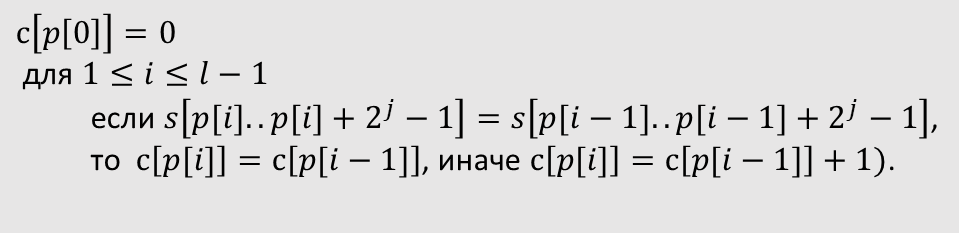 c[p[0]] = 0
для 1 ≤ i ≤ l − 1
если s[p[i]..p[i] + 2^j − 1] = s[p[i − 1]..p[i − 1] + 2^j − 1],
то c[p[i]] = c[p[i − 1]], иначе c[p[i]] = c[p[i − 1]] + 1).